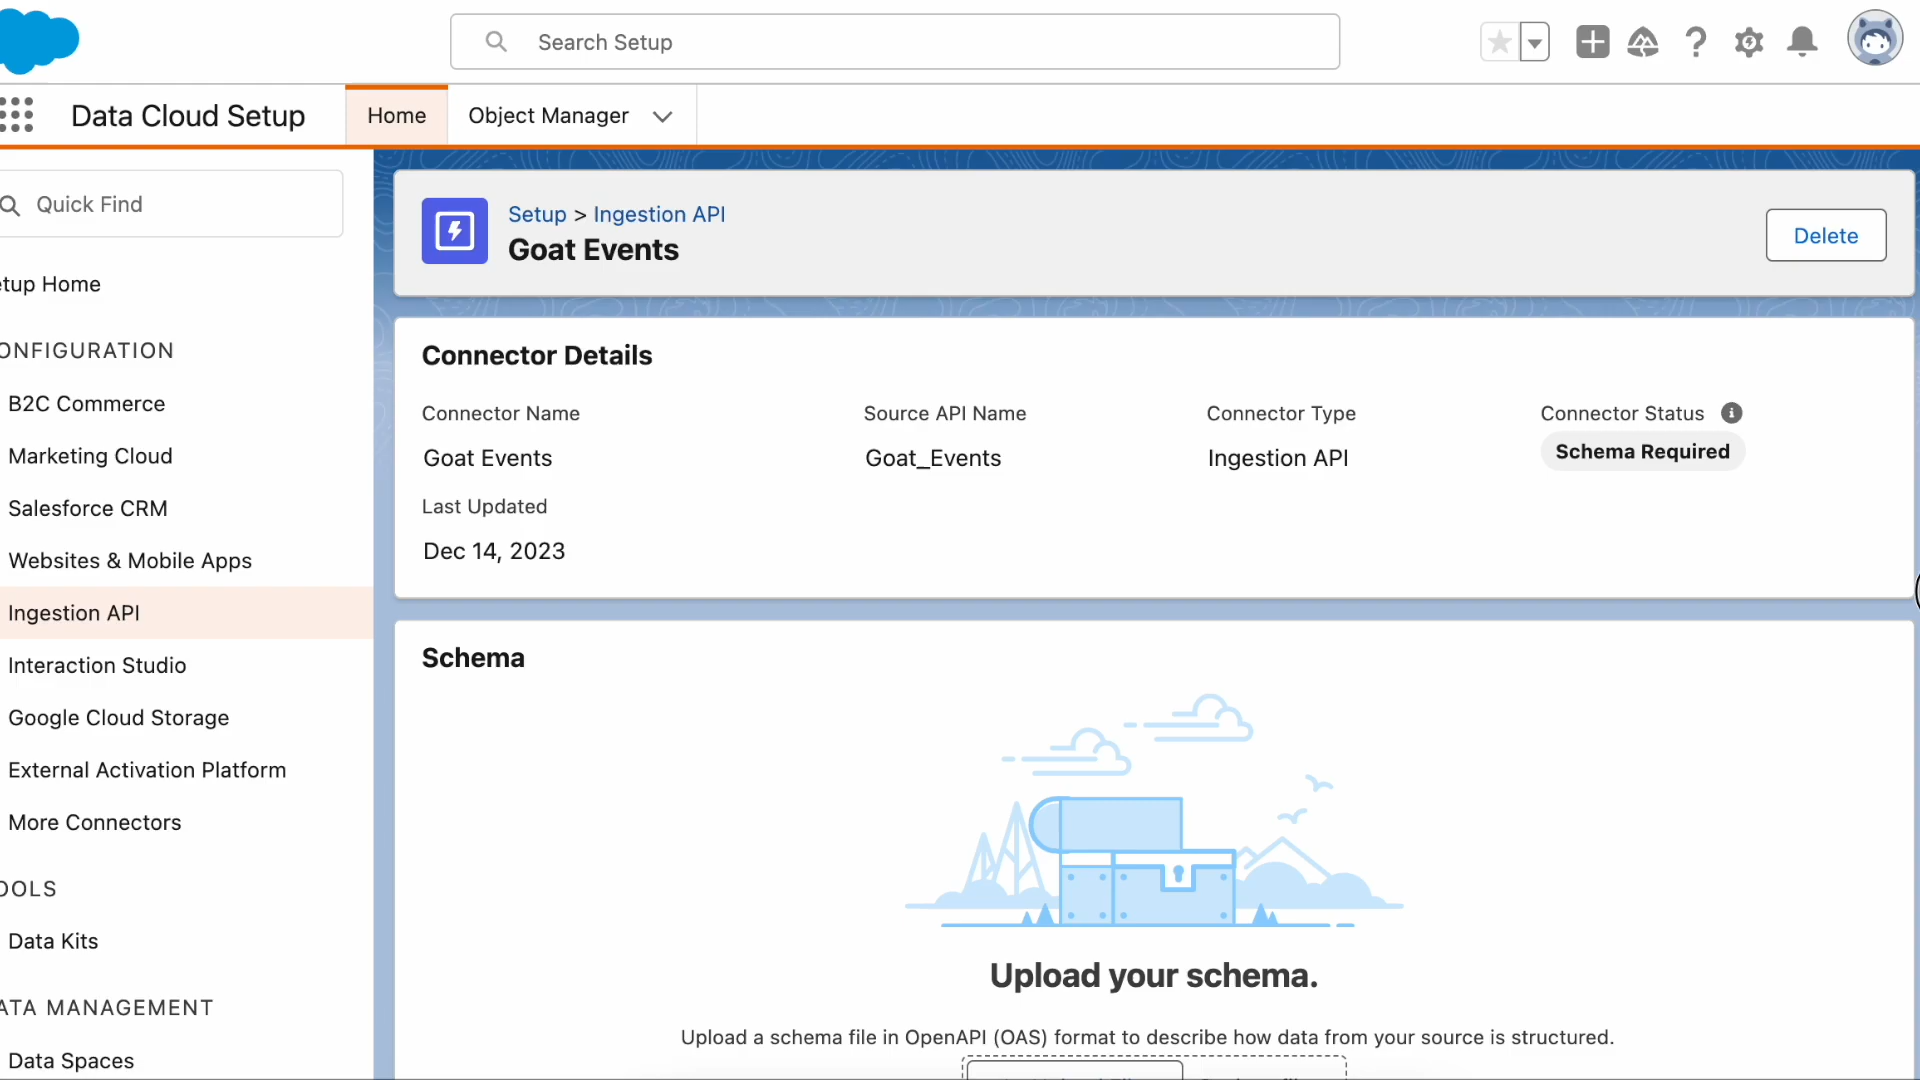 Search Setup
Data Cloud Setup
Home
Object Manager
Quick Find
Setup > Ingestion API
Goat Events
Delete
etup Home
ONFIGURATION
B2C Commerce
Marketing Cloud
Salesforce CRM
Websites & Mobile Apps
Ingestion API
Interaction Studio
Google Cloud Storage
External Activation Platform
More Connectors
OOLS
Data Kits
ATA MANAGEMENT
Data Spaces
Connector Details
Connector Name
Goat Events
Source API Name
Goat_Events
Connector Type
Ingestion API
Connector Status
Schema Required
Last Updated
Dec 14, 2023
Schema
Upload your schema.
Upload a schema file in OpenAPI (OAS) format to describe how data from your source is structured.